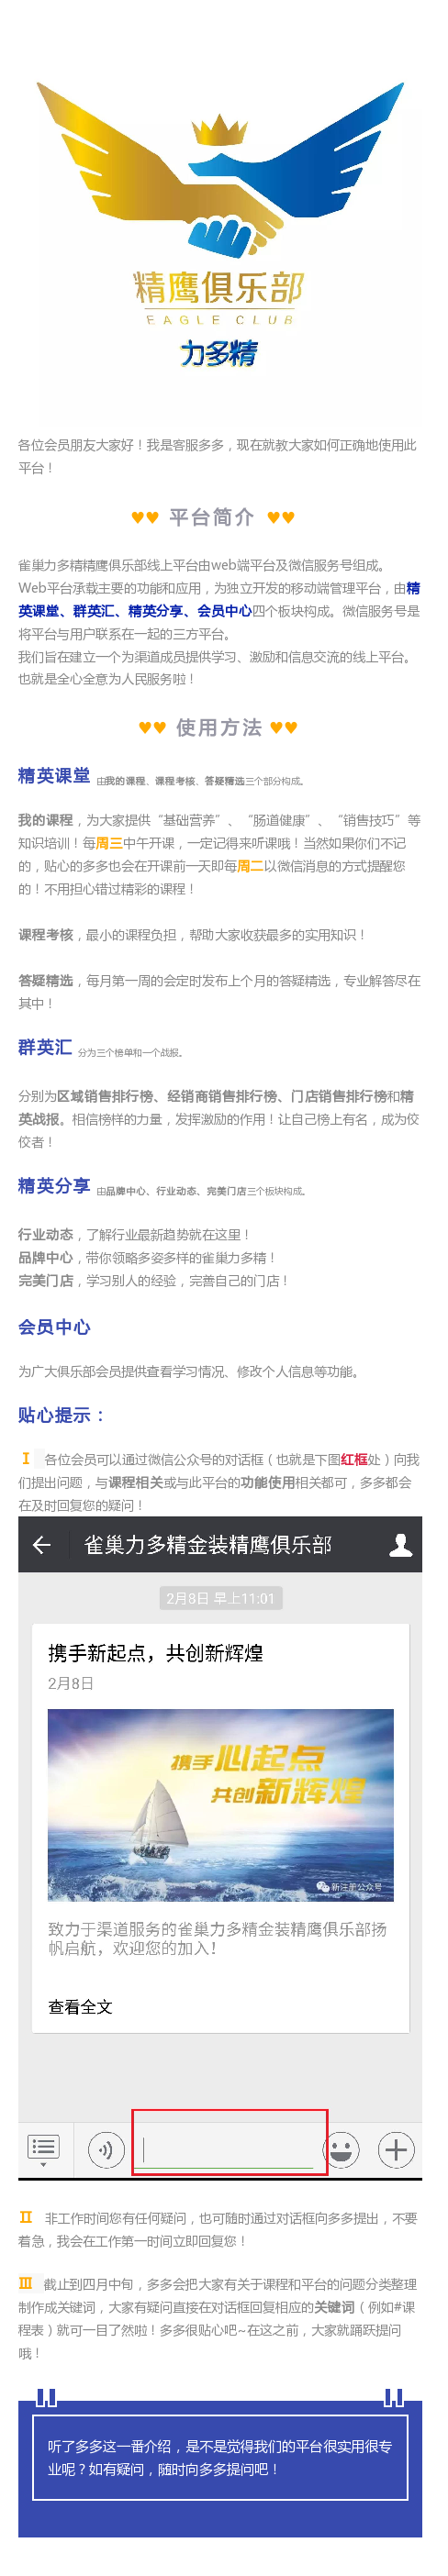 精鹰俱乐部
EAGLE CLUB
力多精
各位会员朋友大家好！我是客服多多，现在就教大家如何正确地使用此
平台！
♥♥ 平台简介 ♥♥
雀巢力多精精鹰俱乐部线上平台由web端平台及微信服务号组成。
Web平台承载主要的功能和应用，为独立开发的移动端管理平台，由精
英课堂、群英汇、精英分享、会员中心四个板块构成。微信服务号是
将平台与用户联系在一起的三方平台。
我们旨在建立一个为渠道成员提供学习、激励和信息交流的线上平台。
也就是全心全意为人民服务啦！
♥♥ 使用方法 ♥♥
精英课堂 由我的课程、课程考核、答疑精选三个部分构成。
我的课程，为大家提供“基础营养”、“肠道健康”、“销售技巧”等
知识培训！每周三中午开课，一定记得来听课哦！当然如果你们不记
的，贴心的多多也会在开课前一天即每周二以微信消息的方式提醒您
的！不用担心错过精彩的课程！
课程考核，最小的课程负担，帮助大家收获最多的实用知识！
答疑精选，每月第一周的会定时发布上个月的答疑精选，专业解答尽在
其中！
群英汇 分为三个榜单和一个战报。
分别为区域销售排行榜、经销商销售排行榜、门店销售排行榜和精
英战报。相信榜样的力量，发挥激励的作用！让自己榜上有名，成为佼
佼者！
精英分享 由品牌中心、行业动态、完美门店三个板块构成。
行业动态，了解行业最新趋势就在这里！
品牌中心，带你领略多姿多样的雀巢力多精！
完美门店，学习别人的经验，完善自己的门店！
会员中心
为广大俱乐部会员提供查看学习情况、修改个人信息等功能。
贴心提示：
Ⅰ 各位会员可以通过微信公众号的对话框（也就是下图红框处）向我
们提出问题，与课程相关或与此平台的功能使用相关都可，多多都会
在及时回复您的疑问！
雀巢力多精金装精鹰俱乐部
2月8日 早上11:01
携手新起点，共创新辉煌
2月8日
携手心起点
共创新辉煌
新注册公众号
致力于渠道服务的雀巢力多精金装精鹰俱乐部扬
帆启航，欢迎您的加入！
查看全文
Ⅱ 非工作时间您有任何疑问，也可随时通过对话框向多多提出，不要
着急，我会在工作第一时间立即回复您！
Ⅲ 截止到四月中旬，多多会把大家有关于课程和平台的问题分类整理
制作成关键词，大家有疑问直接在对话框回复相应的关键词（例如#课
程表）就可一目了然啦！多多很贴心吧~在这之前，大家就踊跃提问
哦！
听了多多这一番介绍，是不是觉得我们的平台很实用很专
业呢？如有疑问，随时向多多提问吧！